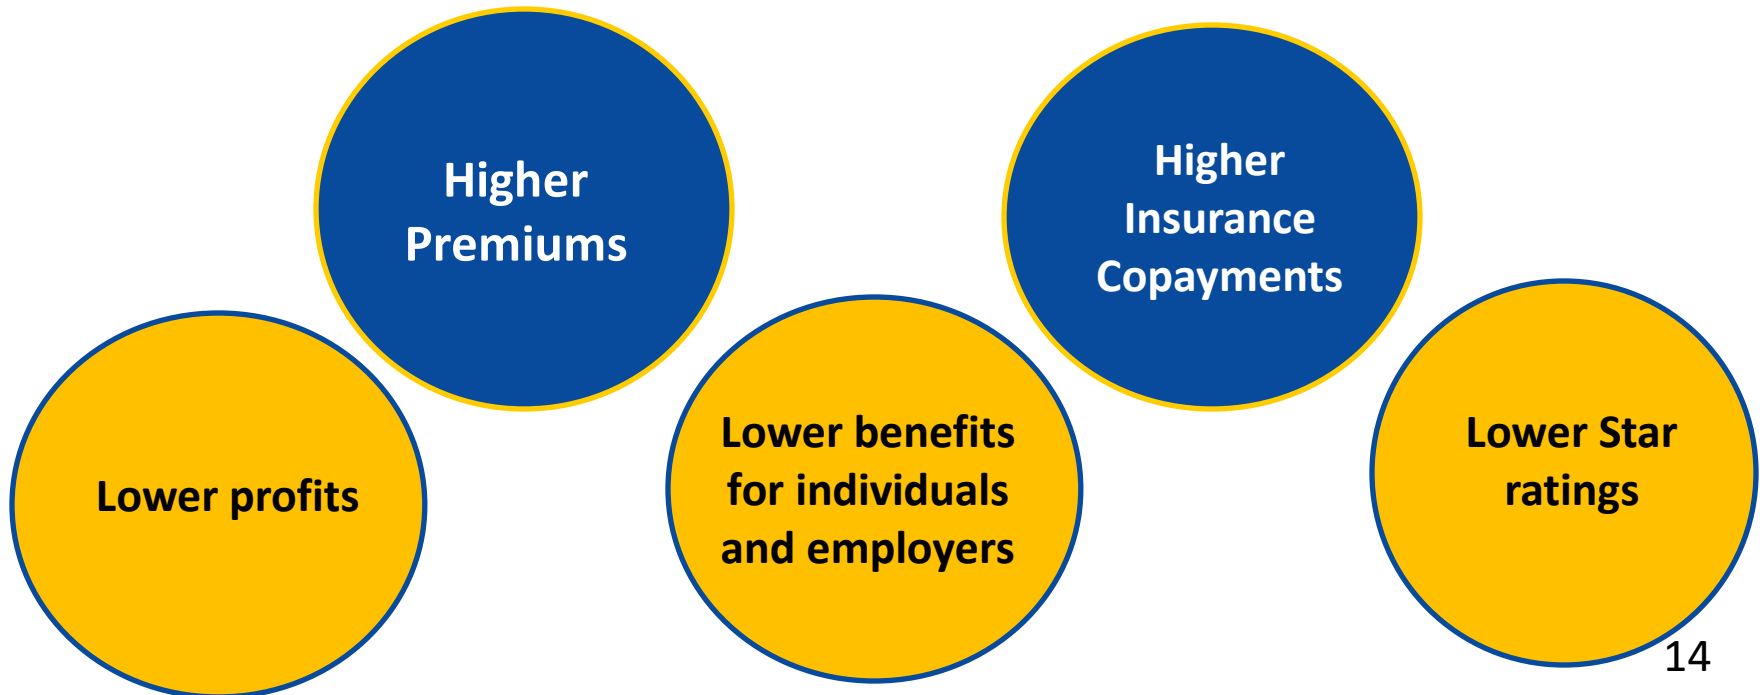 Higher
Premiums
Higher
Insurance
Copayments
Lower profits
Lower benefits
for individuals
and employers
Lower Star
ratings
14